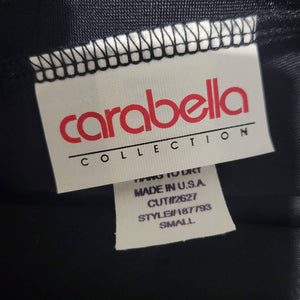 carabella
COLLECTION
HANG TO DRY
MADE IN U.S.A.
CUT#2627
STYLE#187793
SMALL